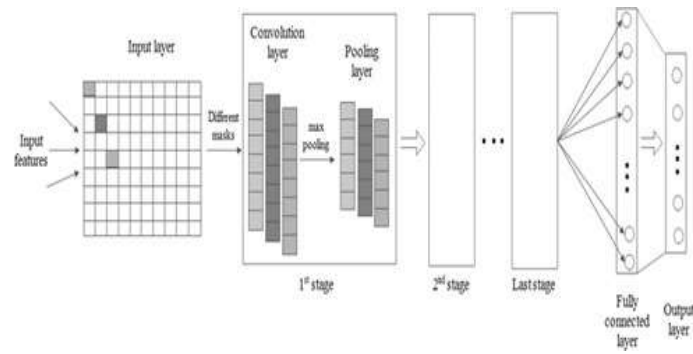 Input layer
Input
features
Different
masks
Convolution
layer
max
pooling
Pooling
layer
1st stage
2nd stage
Last stage
Fully
connected
layer
Output
layer